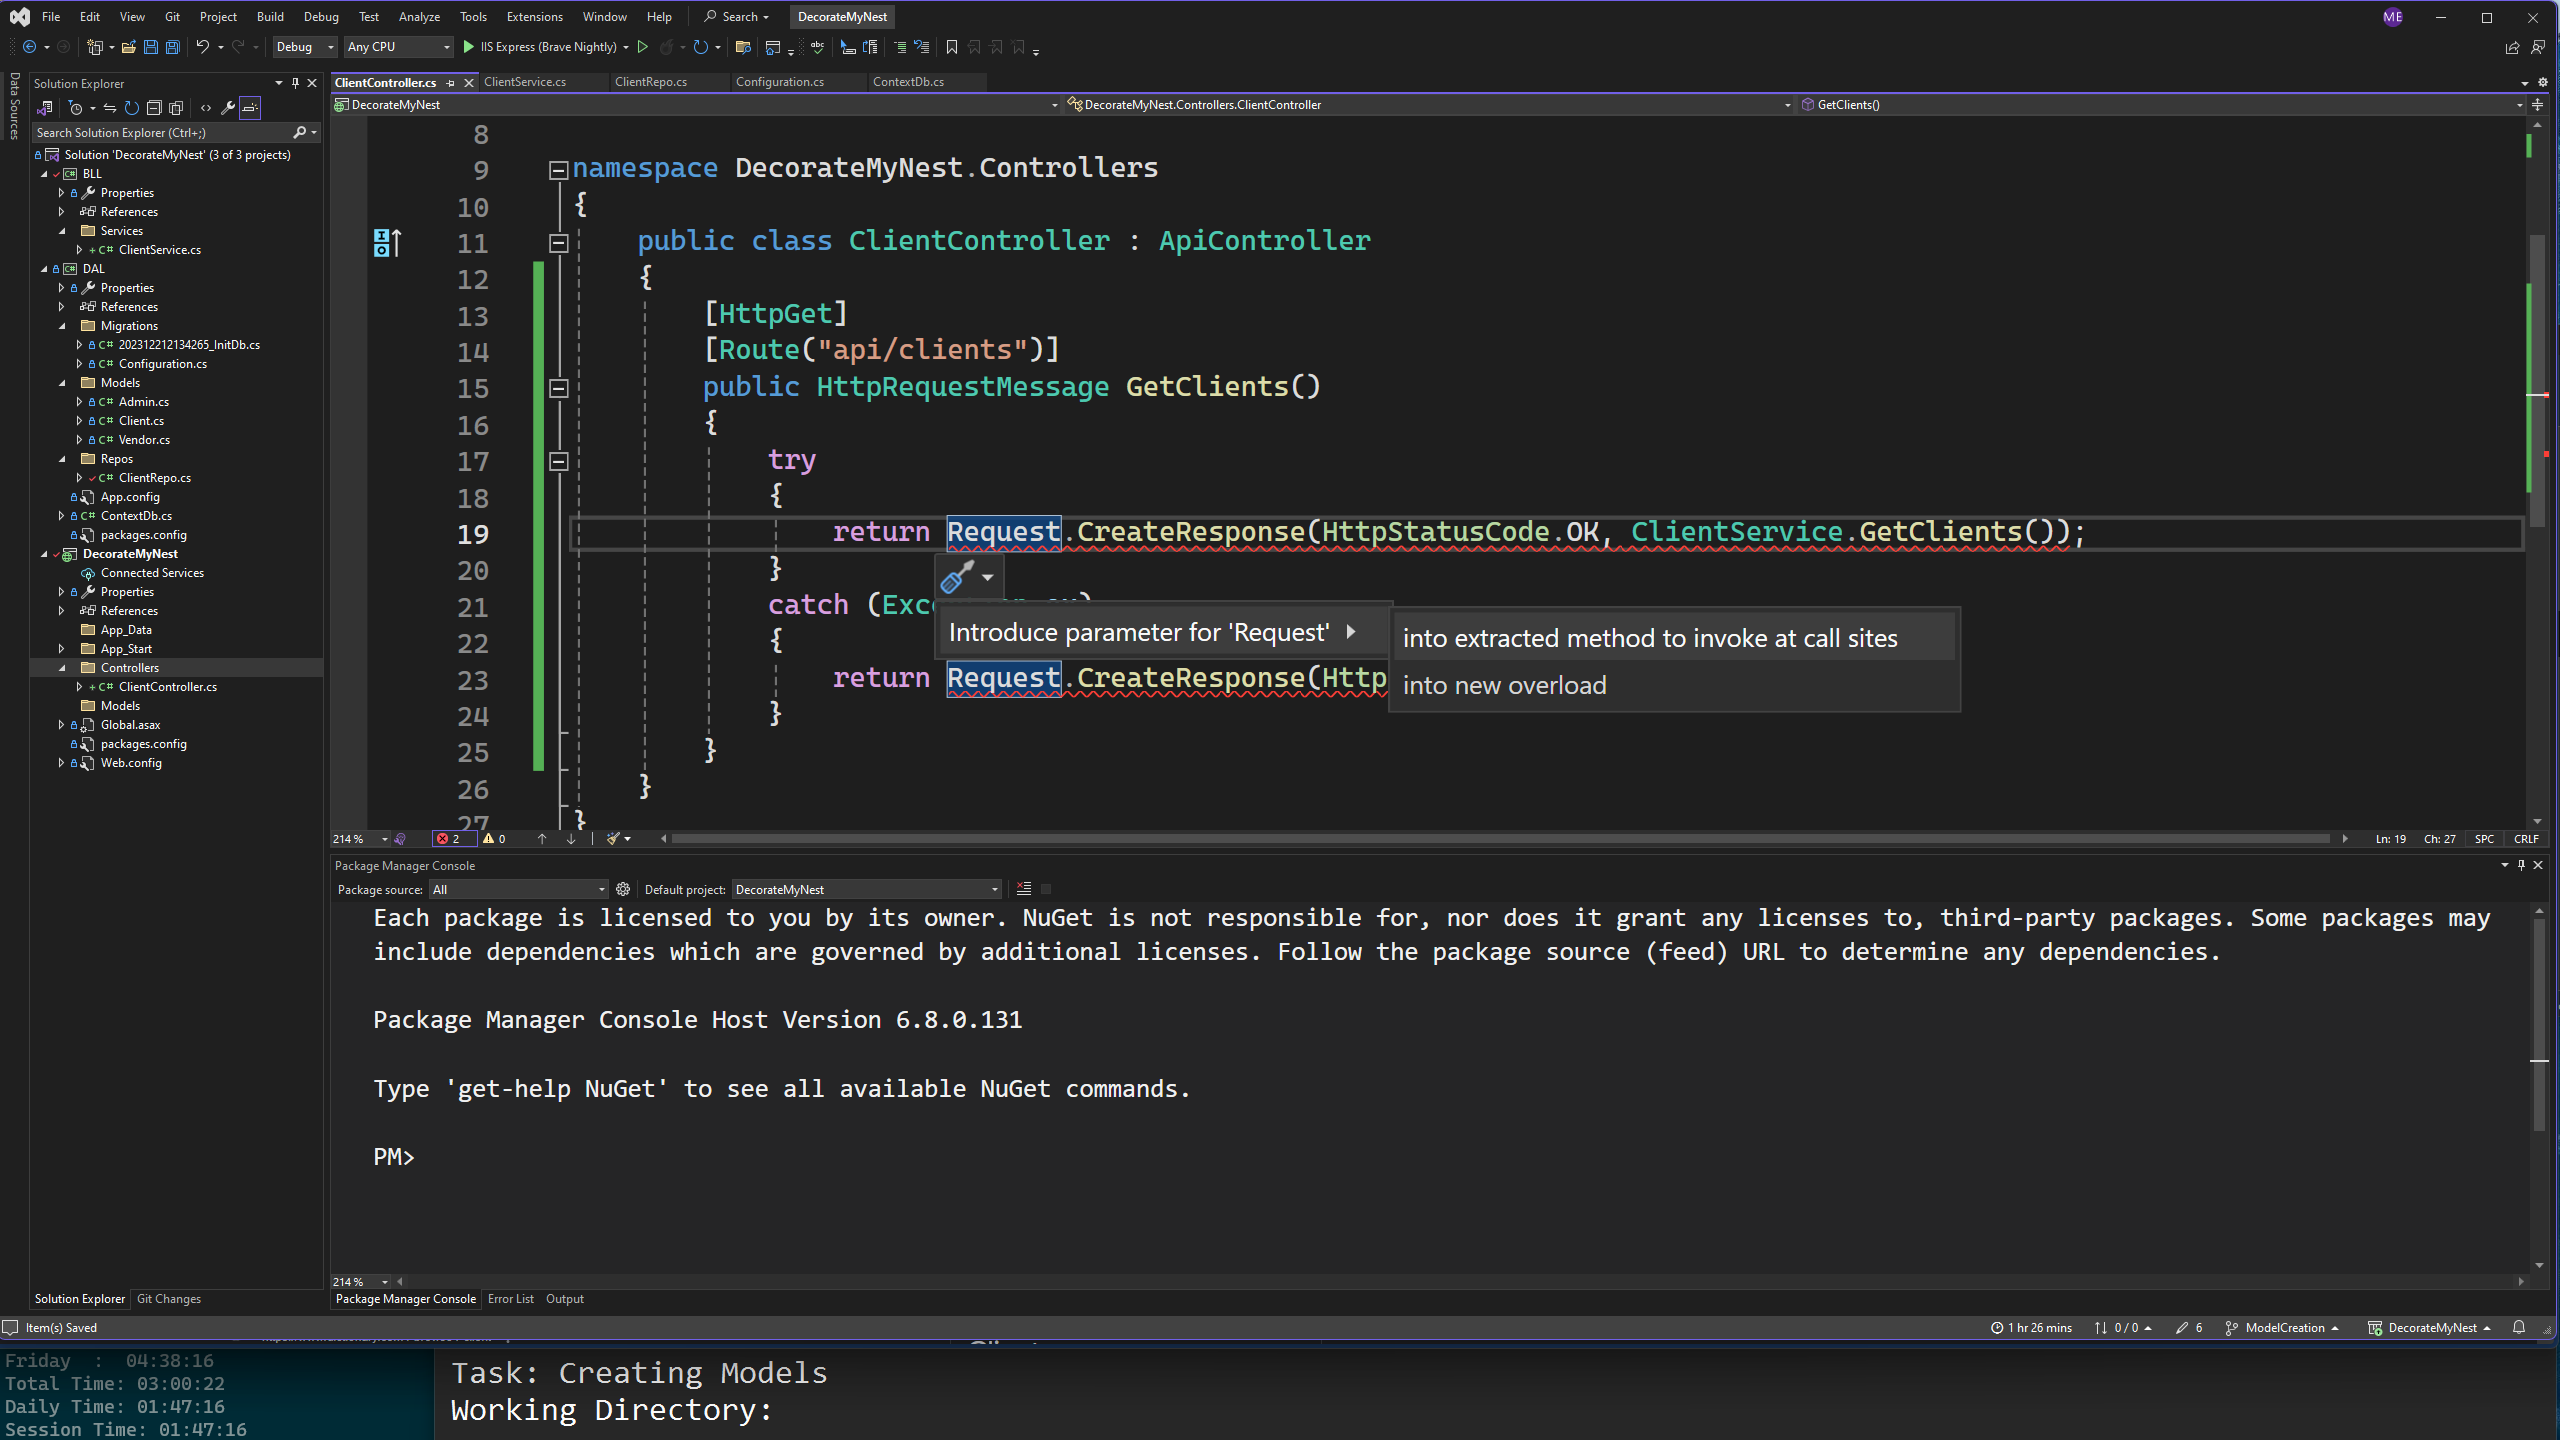 File Edit View Git Project Build Debug Test Analyze Tools Extensions Window Help Search DecorateMyNest ME
Debug Any CPU IIS Express (Brave Nightly)
Data Sources
Solution Explorer
Search Solution Explorer (Ctrl+;)
Solution 'DecorateMyNest' (3 of 3 projects)
BLL
Properties
References
Services
C# ClientService.cs
DAL
Properties
References
Migrations
C# 202312212134265_InitDb.cs
C# Configuration.cs
Models
C# Admin.cs
C# Client.cs
C# Vendor.cs
Repos
C# ClientRepo.cs
App.config
C# ContextDb.cs
packages.config
DecorateMyNest
Connected Services
Properties
References
App_Data
App_Start
Controllers
C# ClientController.cs
Models
Global.asax
packages.config
Web.config
Solution Explorer Git Changes
ClientController.cs ClientService.cs ClientRepo.cs Configuration.cs ContextDb.cs
DecorateMyNest DecorateMyNest.Controllers.ClientController GetClients()
8
9 namespace DecorateMyNest.Controllers
10 {
11 public class ClientController : ApiController
12 {
13 [HttpGet]
14 [Route("api/clients")]
15 public HttpRequestMessage GetClients()
16 {
17 try
18 {
19 return Request.CreateResponse(HttpStatusCode.OK, ClientService.GetClients());
20 }
21 catch (Exc
Introduce parameter for 'Request'
into extracted method to invoke at call sites
into new overload
22 {
23 return Request.CreateResponse(Http
24 }
25 }
26 }
27 }
214 % 2 0 Ln: 19 Ch: 27 SPC CRLF
Package Manager Console
Package source: All Default project: DecorateMyNest
Each package is licensed to you by its owner. NuGet is not responsible for, nor does it grant any licenses to, third-party packages. Some packages may
include dependencies which are governed by additional licenses. Follow the package source (feed) URL to determine any dependencies.
Package Manager Console Host Version 6.8.0.131
Type 'get-help NuGet' to see all available NuGet commands.
PM>
214 %
Package Manager Console Error List Output
Item(s) Saved 1 hr 26 mins 0 / 0 6 ModelCreation DecorateMyNest
Friday : 04:38:16
Total Time: 03:00:22
Daily Time: 01:47:16
Session Time: 01:47:16
Task: Creating Models
Working Directory: